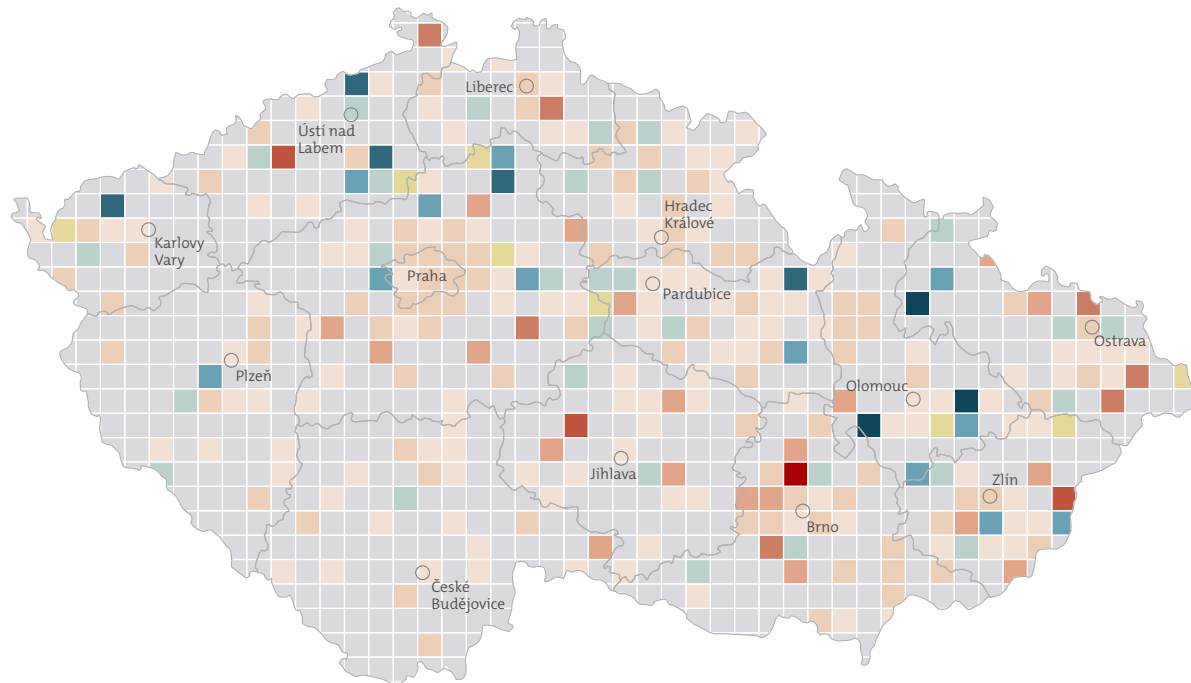 Liberec
Ústí nad
Labem
Hradec
Králové
Karlovy
Vary
Praha
Pardubice
Ostrava
Plzeň
Olomouc
Jihlava
Zlín
Brno
České
Budějovice